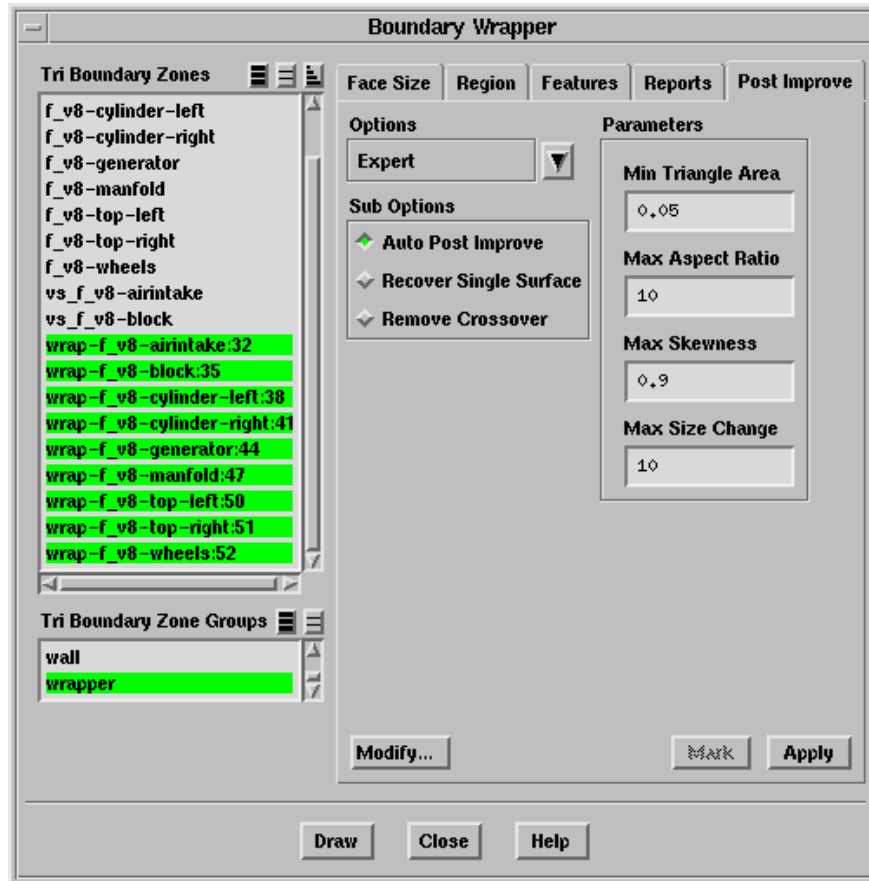 Boundary Wrapper
Tri Boundary Zones
f_v8-cylinder-left
f_v8-cylinder-right
f_v8-generator
f_v8-manfold
f_v8-top-left
f_v8-top-right
f_v8-wheels
vs_f_v8-airintake
vs_f_v8-block
wrap-f_v8-airintake:32
wrap-f_v8-block:35
wrap-f_v8-cylinder-left:38
wrap-f_v8-cylinder-right:41
wrap-f_v8-generator:44
wrap-f_v8-manfold:47
wrap-f_v8-top-left:50
wrap-f_v8-top-right:51
wrap-f_v8-wheels:52
Tri Boundary Zone Groups
wall
wrapper
Face Size Region Features Reports Post Improve
Options
Expert
Sub Options
Auto Post Improve
Recover Single Surface
Remove Crossover
Parameters
Min Triangle Area
0.05
Max Aspect Ratio
10
Max Skewness
0.9
Max Size Change
10
Modify... Mark Apply
Draw Close Help